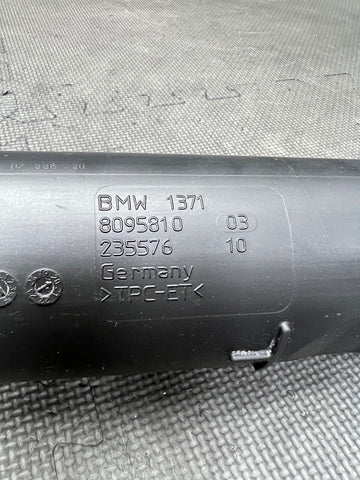 BMW 1371
8095810 03
235576 10
Germany
>TPC-ET<